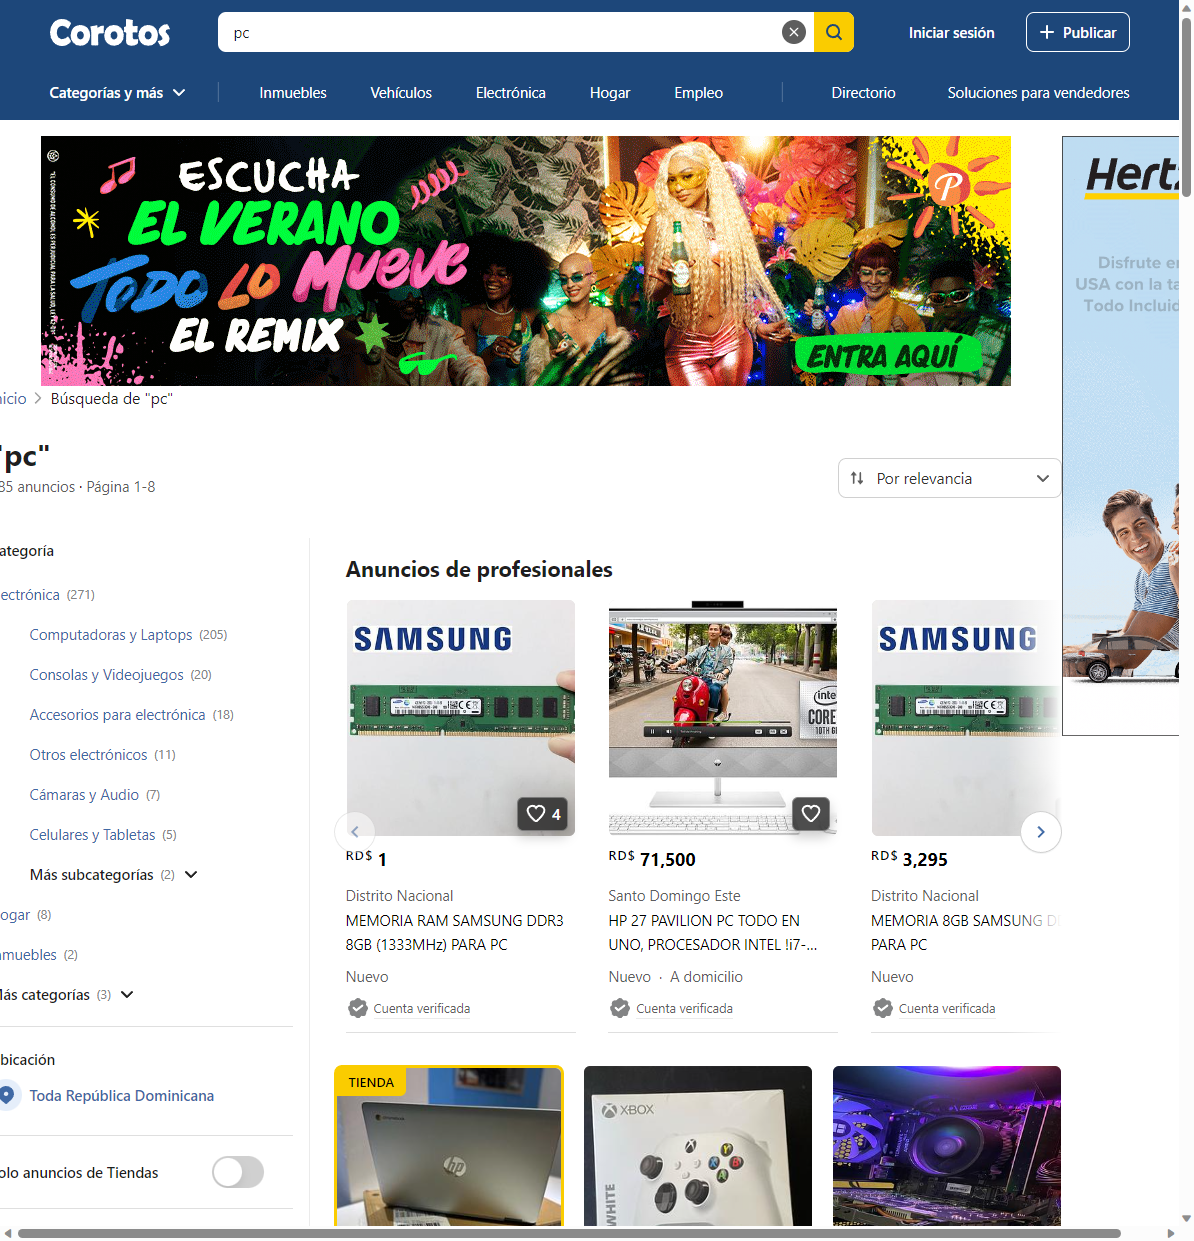 Corotos
pc
Iniciar sesión
Publicar
Categorías y más
Inmuebles
Vehículos
Electrónica
Hogar
Empleo
Directorio
Soluciones para vendedores
ESCUCHA
EL VERANO
TODO LO MUEVE
EL REMIX
P
ENTRA AQUÍ
Hertz
Disfrute e
USA con la ta
Todo Incluid
nicio
Búsqueda de "pc"
"pc"
85 anuncios · Página 1-8
Por relevancia
ategoría
ectrónica (271)
Computadoras y Laptops (205)
Consolas y Videojuegos (20)
Accesorios para electrónica (18)
Otros electrónicos (11)
Cámaras y Audio (7)
Celulares y Tabletas (5)
Más subcategorías (2)
ogar (8)
nmuebles (2)
Más categorías (3)
bicación
Toda República Dominicana
olo anuncios de Tiendas
Anuncios de profesionales
SAMSUNG
4
RD$ 1
Distrito Nacional
MEMORIA RAM SAMSUNG DDR3
8GB (1333MHz) PARA PC
Nuevo
Cuenta verificada
intel
CORE
10TH G
RD$ 71,500
Santo Domingo Este
HP 27 PAVILION PC TODO EN
UNO, PROCESADOR INTEL !i7-...
Nuevo · A domicilio
Cuenta verificada
SAMSUNG
RD$ 3,295
Distrito Nacional
MEMORIA 8GB SAMSUNG D
PARA PC
Nuevo
Cuenta verificada
TIENDA
hp
XBOX
WHITE